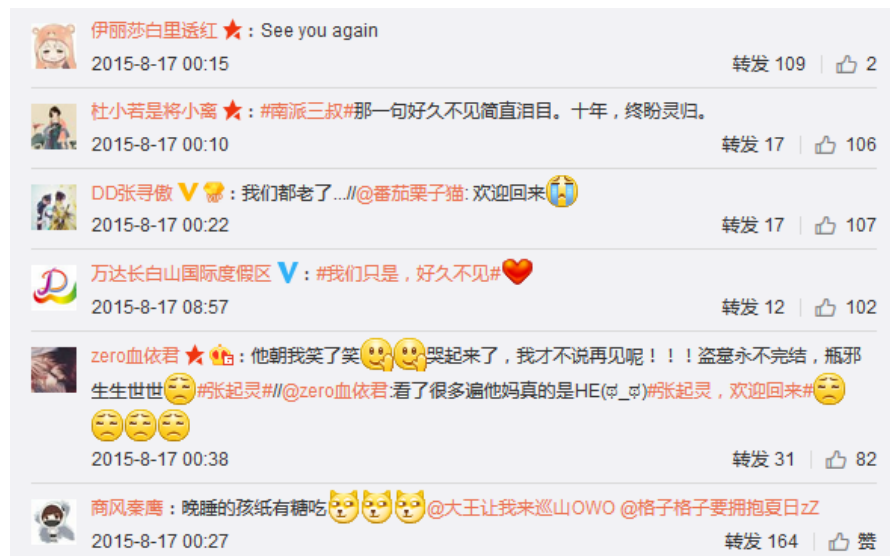 伊丽莎白里透红：See you again
2015-8-17 00:15 转发 109 2
杜小若是将小离：#南派三叔#那一句好久不见简直泪目。十年，终盼灵归。
2015-8-17 00:10 转发 17 106
DD张寻傲：我们都老了...//@番茄栗子猫: 欢迎回来
2015-8-17 00:22 转发 17 107
万达长白山国际度假区：#我们只是，好久不见#
2015-8-17 08:57 转发 12 102
zero血依君：他朝我笑了笑哭起来了，我才不说再见呢！！！盗墓永不完结，瓶邪
生生世世#张起灵#//@zero血依君:看了很多遍他妈真的是HE(ಥ_ಥ)#张起灵，欢迎回来#
2015-8-17 00:38 转发 31 82
商风秦鹰：晚睡的孩纸有糖吃@大王让我来巡山OWO @格子格子要拥抱夏日zZ
2015-8-17 00:27 转发 164 赞